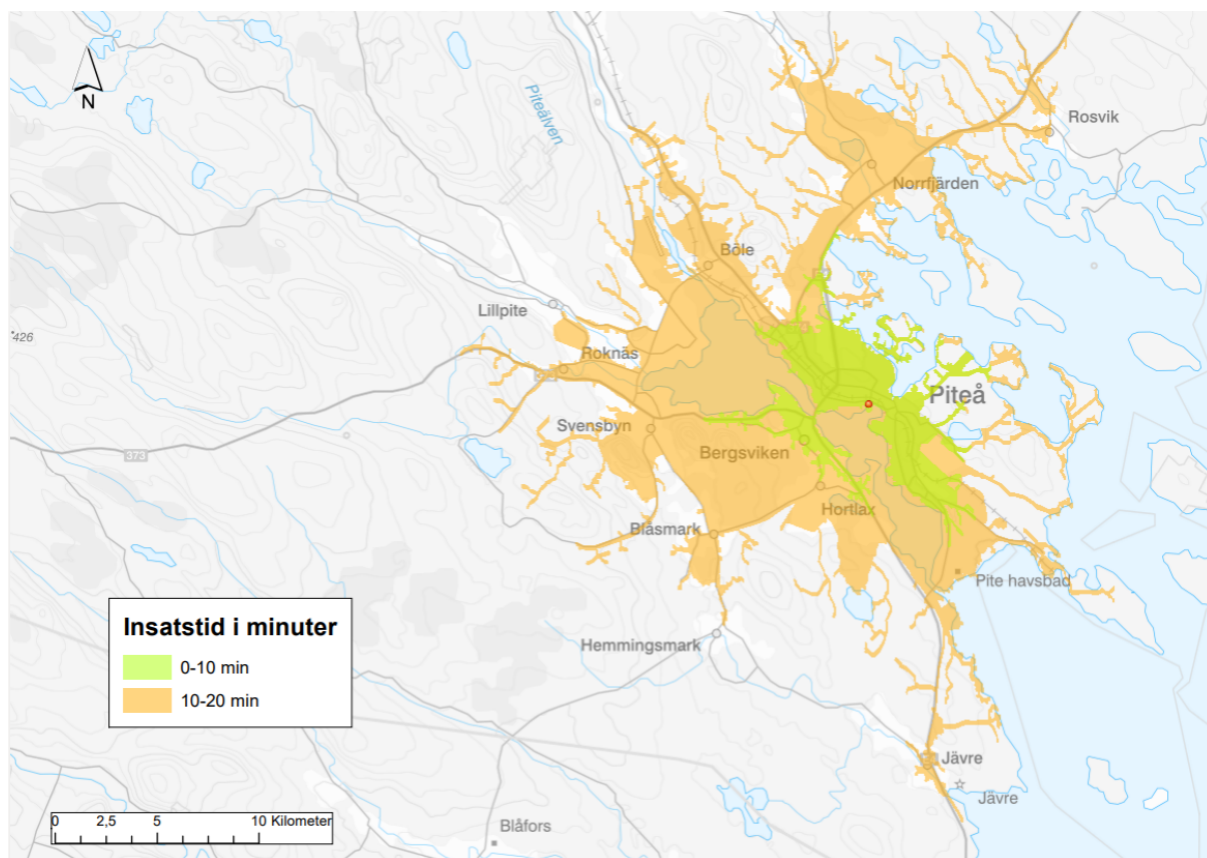 N
Piteälven
Rosvik
Norrfjärden
Böle
Lillpite
426
Roknäs
Piteå
Svensbyn
Bergsviken
373
Hortlax
Blåsmark
Pite havsbad
Insatstid i minuter
0-10 min
10-20 min
Hemmingsmark
Jävre
Jävre
0 2,5 5 10 Kilometer
Blåfors